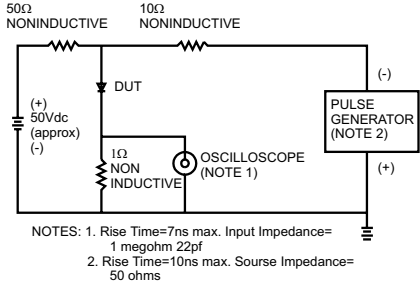 50Ω
NONINDUCTIVE
10Ω
NONINDUCTIVE
DUT
(+)
50Vdc
(approx)
(-)
(-)
PULSE
GENERATOR
(NOTE 2)
(+)
1Ω
NON
INDUCTIVE
OSCILLOSCOPE
(NOTE 1)
NOTES: 1. Rise Time=7ns max. Input Impedance=
1 megohm 22pf
2. Rise Time=10ns max. Sourse Impedance=
50 ohms